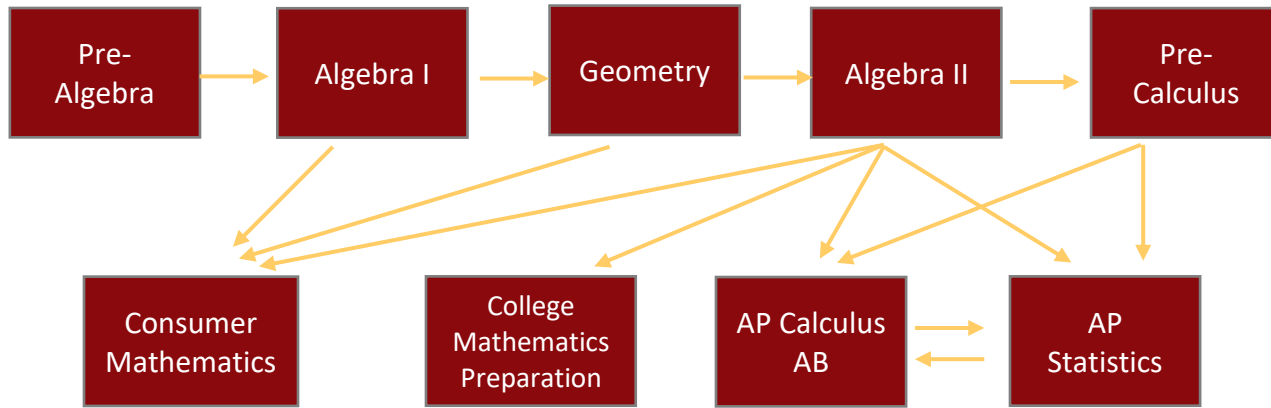 Pre-
Algebra
Algebra I
Geometry
Algebra II
Pre-
Calculus
Consumer
Mathematics
College
Mathematics
Preparation
AP Calculus
AB
AP
Statistics